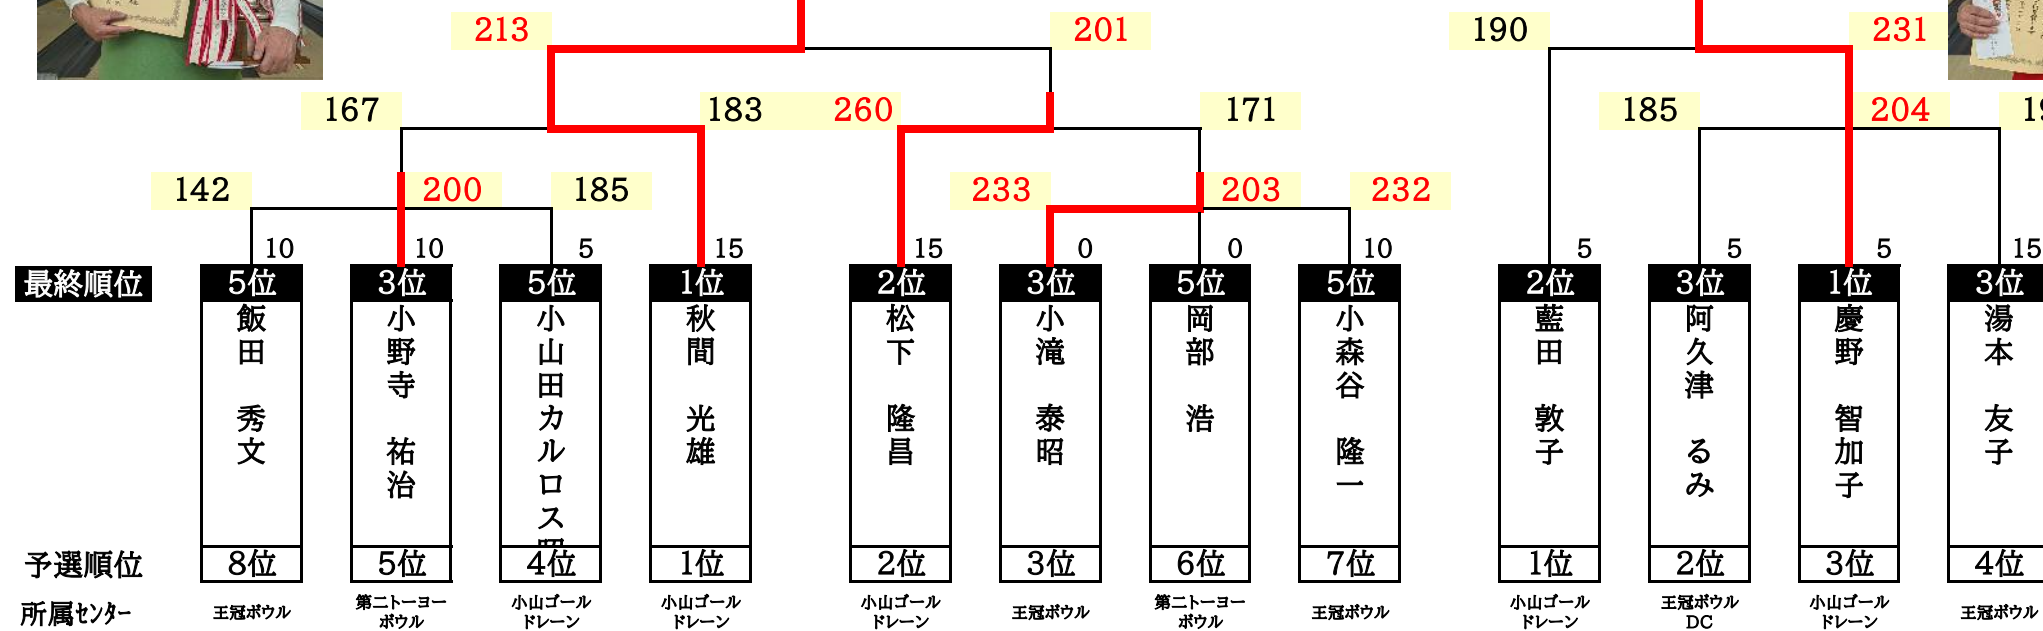 213
201
190
231
167
183
260
171
185
204
142
200
185
233
203
232
10
10
5
15
15
0
0
10
5
5
5
15
最終順位
5位
3位
5位
1位
2位
3位
5位
5位
2位
3位
1位
3位
飯田 秀文
小野寺 祐治
小山田カルロス
秋間 光雄
松下 隆昌
小滝 泰昭
岡部 浩
小森谷 隆一
藍田 敦子
阿久津 るみ
慶野 智加子
湯本 友子
予選順位
8位
5位
4位
1位
2位
3位
6位
7位
1位
2位
3位
4位
所属センター
王冠ボウル
第二トーヨー
ボウル
小山ゴール
ドレーン
小山ゴール
ドレーン
小山ゴール
ドレーン
王冠ボウル
第二トーヨー
ボウル
王冠ボウル
小山ゴール
ドレーン
王冠ボウル
DC
小山ゴール
ドレーン
王冠ボウル